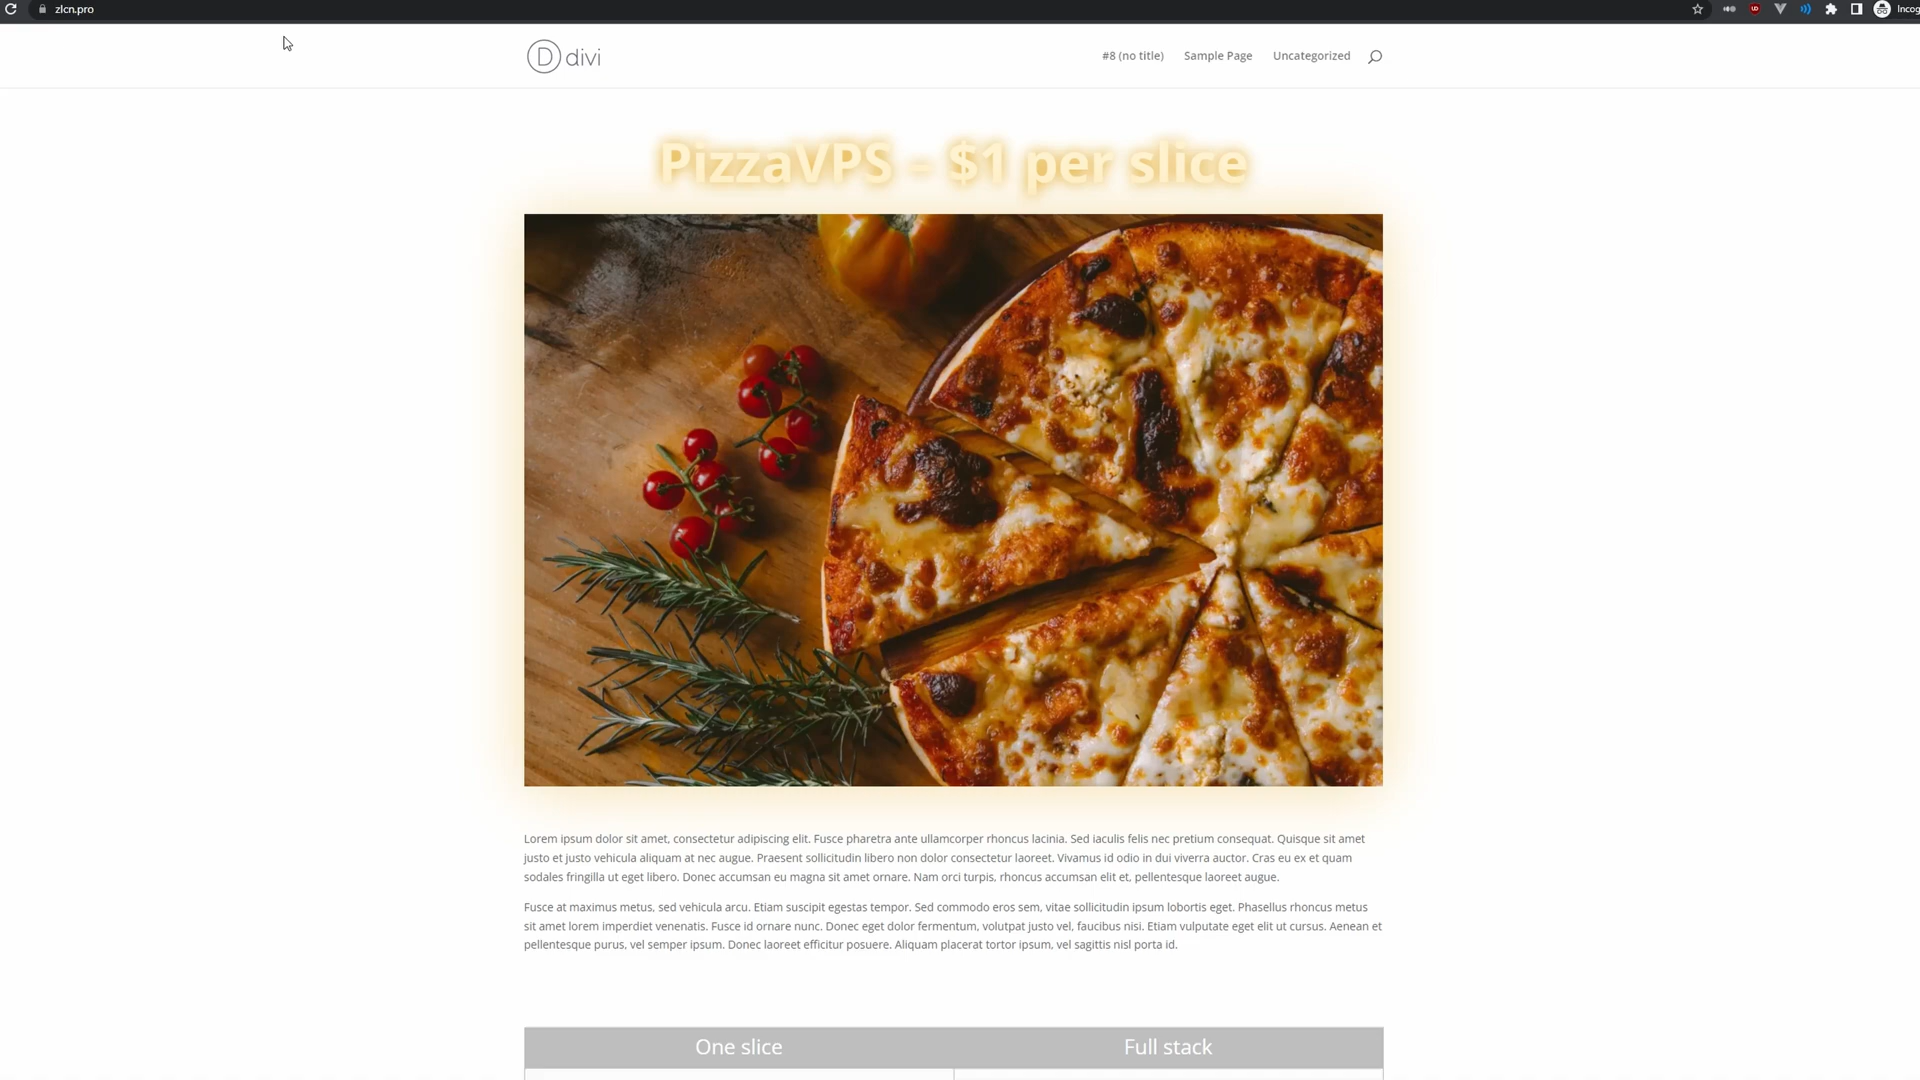 zlcn.pro
Incog
D divi
#8 (no title) Sample Page Uncategorized
PizzaVPS – $1 per slice
Lorem ipsum dolor sit amet, consectetur adipiscing elit. Fusce pharetra ante ullamcorper rhoncus lacinia. Sed iaculis felis nec pretium consequat. Quisque sit amet
justo et justo vehicula aliquam at nec augue. Praesent sollicitudin libero non dolor consectetur laoreet. Vivamus id odio in dui viverra auctor. Cras eu ex et quam
sodales fringilla ut eget libero. Donec accumsan eu magna sit amet ornare. Nam orci turpis, rhoncus accumsan elit et, pellentesque laoreet augue.
Fusce at maximus metus, sed vehicula arcu. Etiam suscipit egestas tempor. Sed commodo eros sem, vitae sollicitudin ipsum lobortis eget. Phasellus rhoncus metus
sit amet lorem imperdiet venenatis. Fusce id ornare nunc. Donec eget dolor fermentum, volutpat justo vel, faucibus nisi. Etiam vulputate eget elit ut cursus. Aenean et
pellentesque purus, vel semper ipsum. Donec laoreet efficitur posuere. Aliquam placerat tortor ipsum, vel sagittis nisl porta id.
One slice Full stack